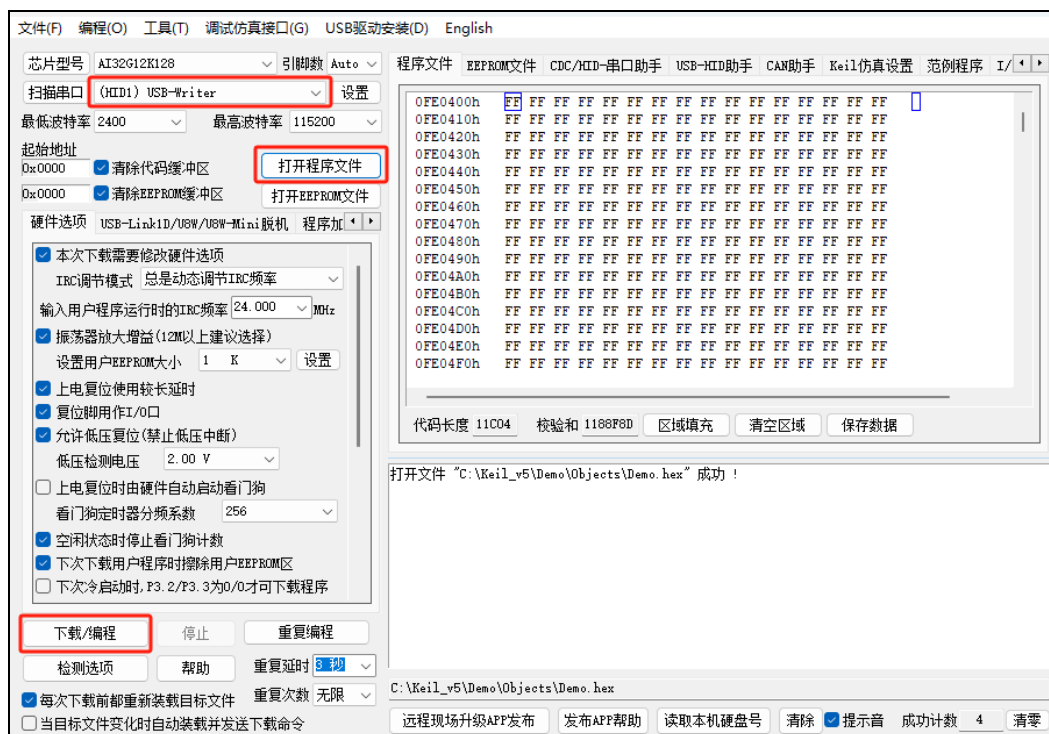 文件(F) 编程(O) 工具(T) 调试仿真接口(G) USB驱动安装(D) English
芯片型号 AI32G12K128 引脚数 Auto
扫描串口 (HID1) USB-Writer 设置
最低波特率 2400 最高波特率 115200
起始地址
0x0000 清除代码缓冲区 打开程序文件
0x0000 清除EEPROM缓冲区 打开EEPROM文件
硬件选项 USB-Link1D/U8W/U8W-Mini脱机 程序加
本次下载需要修改硬件选项
IRC调节模式 总是动态调节IRC频率
输入用户程序运行时的IRC频率 24.000 MHz
振荡器放大增益(12M以上建议选择)
设置用户EEPROM大小 1 K 设置
上电复位使用较长延时
复位脚用作I/O口
允许低压复位(禁止低压中断)
低压检测电压 2.00 V
上电复位时由硬件自动启动看门狗
看门狗定时器分频系数 256
空闲状态时停止看门狗计数
下次下载用户程序时擦除用户EEPROM区
下次冷启动时,P3.2/P3.3为0/0才可下载程序
下载/编程 停止 重复编程
检测选项 帮助 重复延时 3 秒
每次下载前都重新装载目标文件 重复次数 无限
当目标文件变化时自动装载并发送下载命令
程序文件 EEPROM文件 CDC/HID-串口助手 USB-HID助手 CAN助手 Keil仿真设置 范例程序 I/
0FE0400h FF FF FF FF FF FF FF FF FF FF FF FF FF FF FF FF
0FE0410h FF FF FF FF FF FF FF FF FF FF FF FF FF FF FF FF
0FE0420h FF FF FF FF FF FF FF FF FF FF FF FF FF FF FF FF
0FE0430h FF FF FF FF FF FF FF FF FF FF FF FF FF FF FF FF
0FE0440h FF FF FF FF FF FF FF FF FF FF FF FF FF FF FF FF
0FE0450h FF FF FF FF FF FF FF FF FF FF FF FF FF FF FF FF
0FE0460h FF FF FF FF FF FF FF FF FF FF FF FF FF FF FF FF
0FE0470h FF FF FF FF FF FF FF FF FF FF FF FF FF FF FF FF
0FE0480h FF FF FF FF FF FF FF FF FF FF FF FF FF FF FF FF
0FE0490h FF FF FF FF FF FF FF FF FF FF FF FF FF FF FF FF
0FE04A0h FF FF FF FF FF FF FF FF FF FF FF FF FF FF FF FF
0FE04B0h FF FF FF FF FF FF FF FF FF FF FF FF FF FF FF FF
0FE04C0h FF FF FF FF FF FF FF FF FF FF FF FF FF FF FF FF
0FE04D0h FF FF FF FF FF FF FF FF FF FF FF FF FF FF FF FF
0FE04E0h FF FF FF FF FF FF FF FF FF FF FF FF FF FF FF FF
0FE04F0h FF FF FF FF FF FF FF FF FF FF FF FF FF FF FF FF
代码长度 11C04 校验和 1188F8D 区域填充 清空区域 保存数据
打开文件 "C:\Keil_v5\Demo\Objects\Demo.hex" 成功 !
C:\Keil_v5\Demo\Objects\Demo.hex
远程现场升级APP发布 发布APP帮助 读取本机硬盘号 清除 提示音 成功计数 4 清零